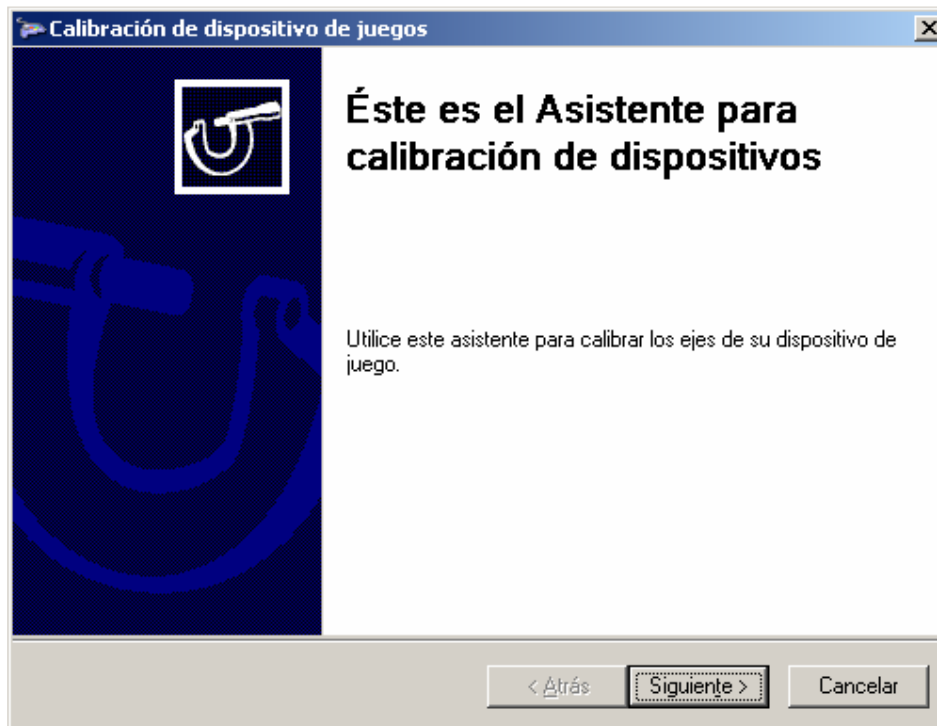 Calibración de dispositivo de juegos
Éste es el Asistente para
calibración de dispositivos
Utilice este asistente para calibrar los ejes de su dispositivo de
juego.
< Atrás
Siguiente >
Cancelar